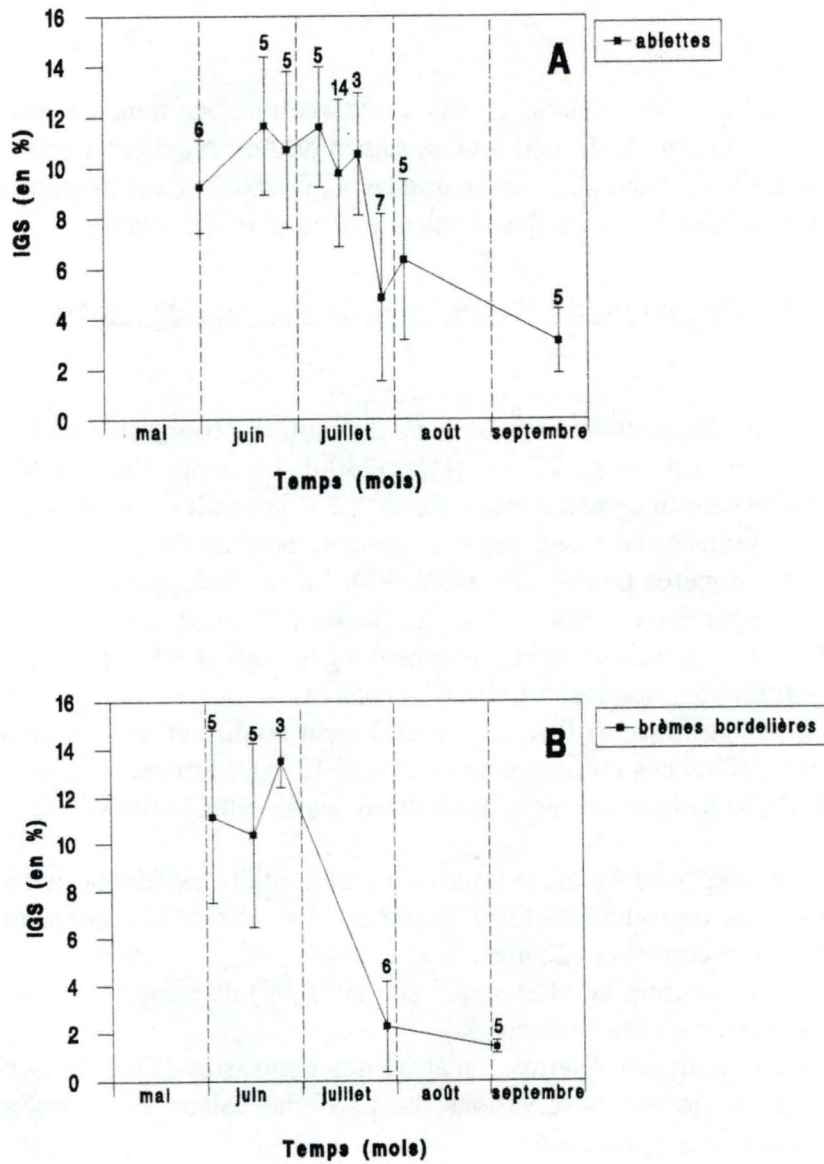 16
14
12
10
8
6
4
2
0
IGS (en %)
6
5
5
5
14
3
7
5
5
A
ablettes
mai
juin
juillet
août
septembre
Temps (mois)
16
14
12
10
8
6
4
2
0
IGS (en %)
5
5
3
6
5
B
brèmes bordelières
mai
juin
juillet
août
septembre
Temps (mois)